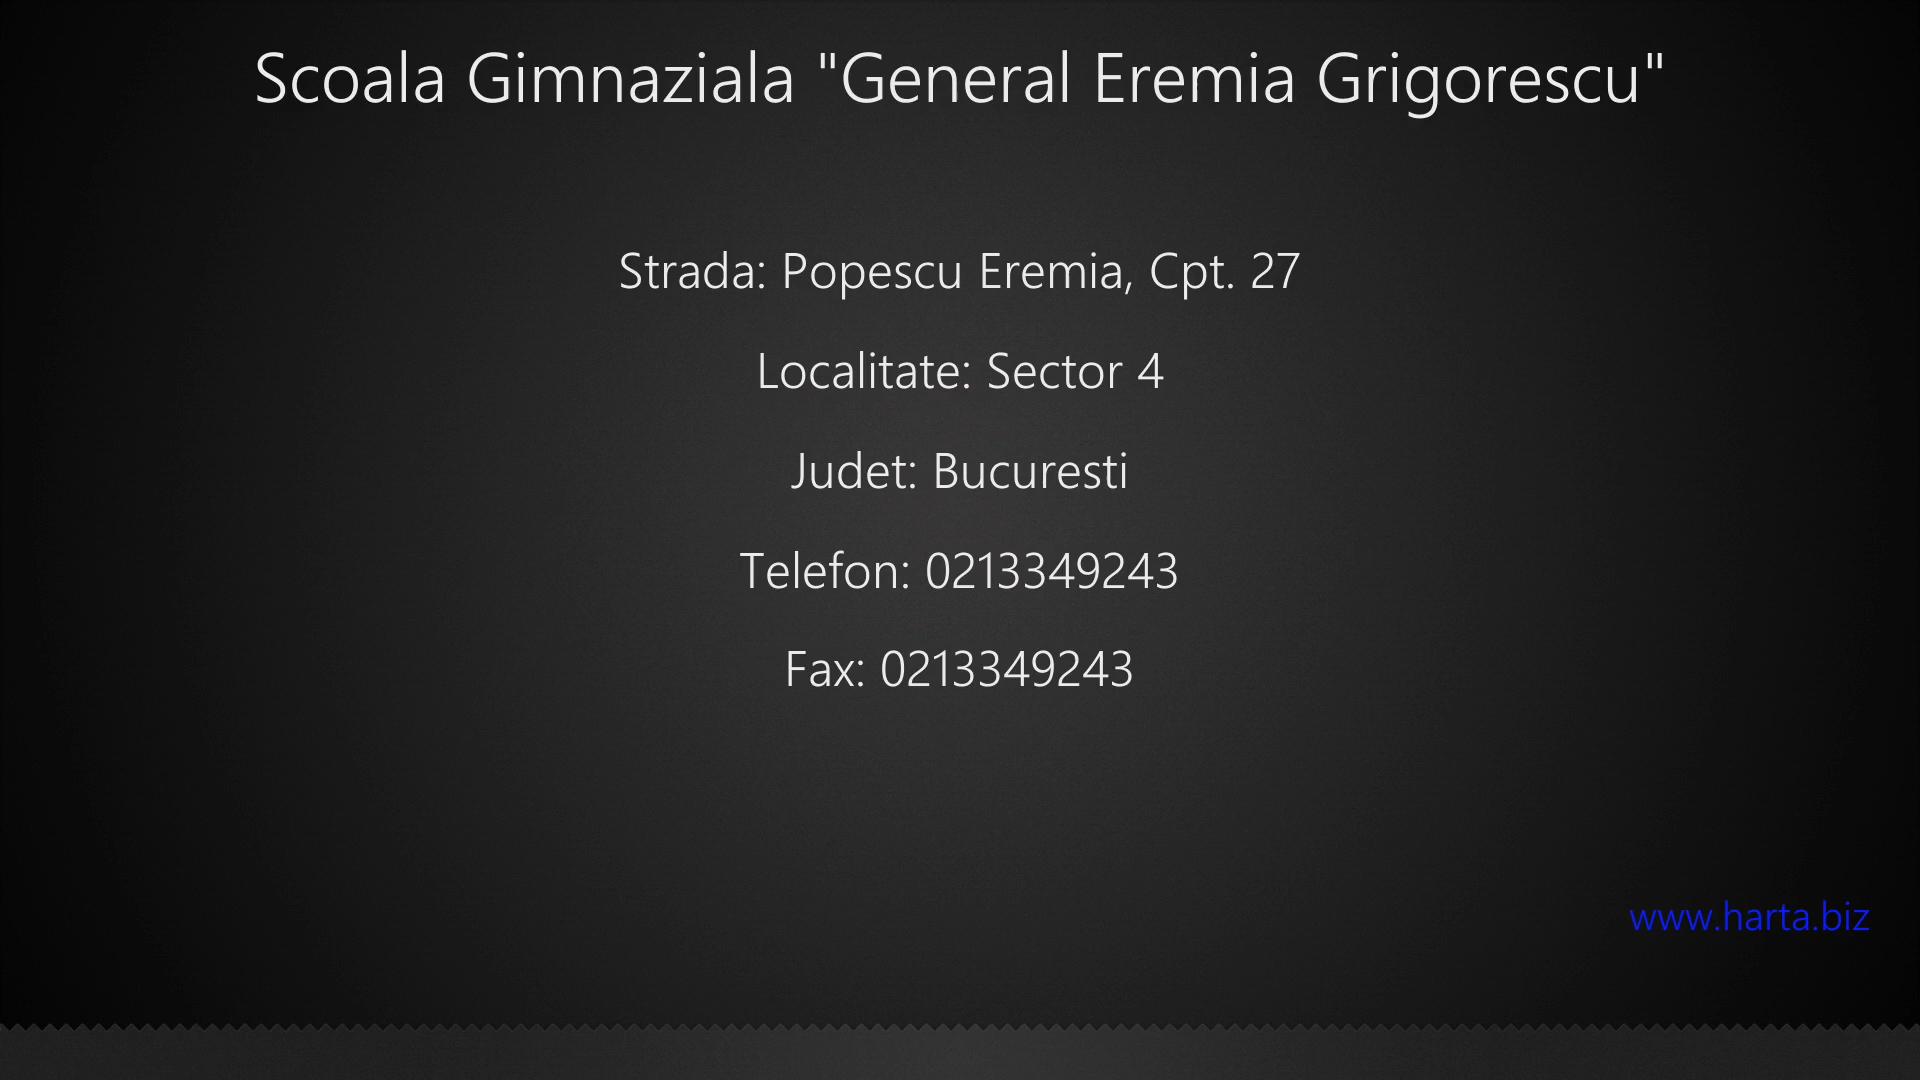 Scoala Gimnaziala "General Eremia Grigorescu"
Strada: Popescu Eremia, Cpt. 27
Localitate: Sector 4
Judet: Bucuresti
Telefon: 0213349243
Fax: 0213349243
www.harta.biz